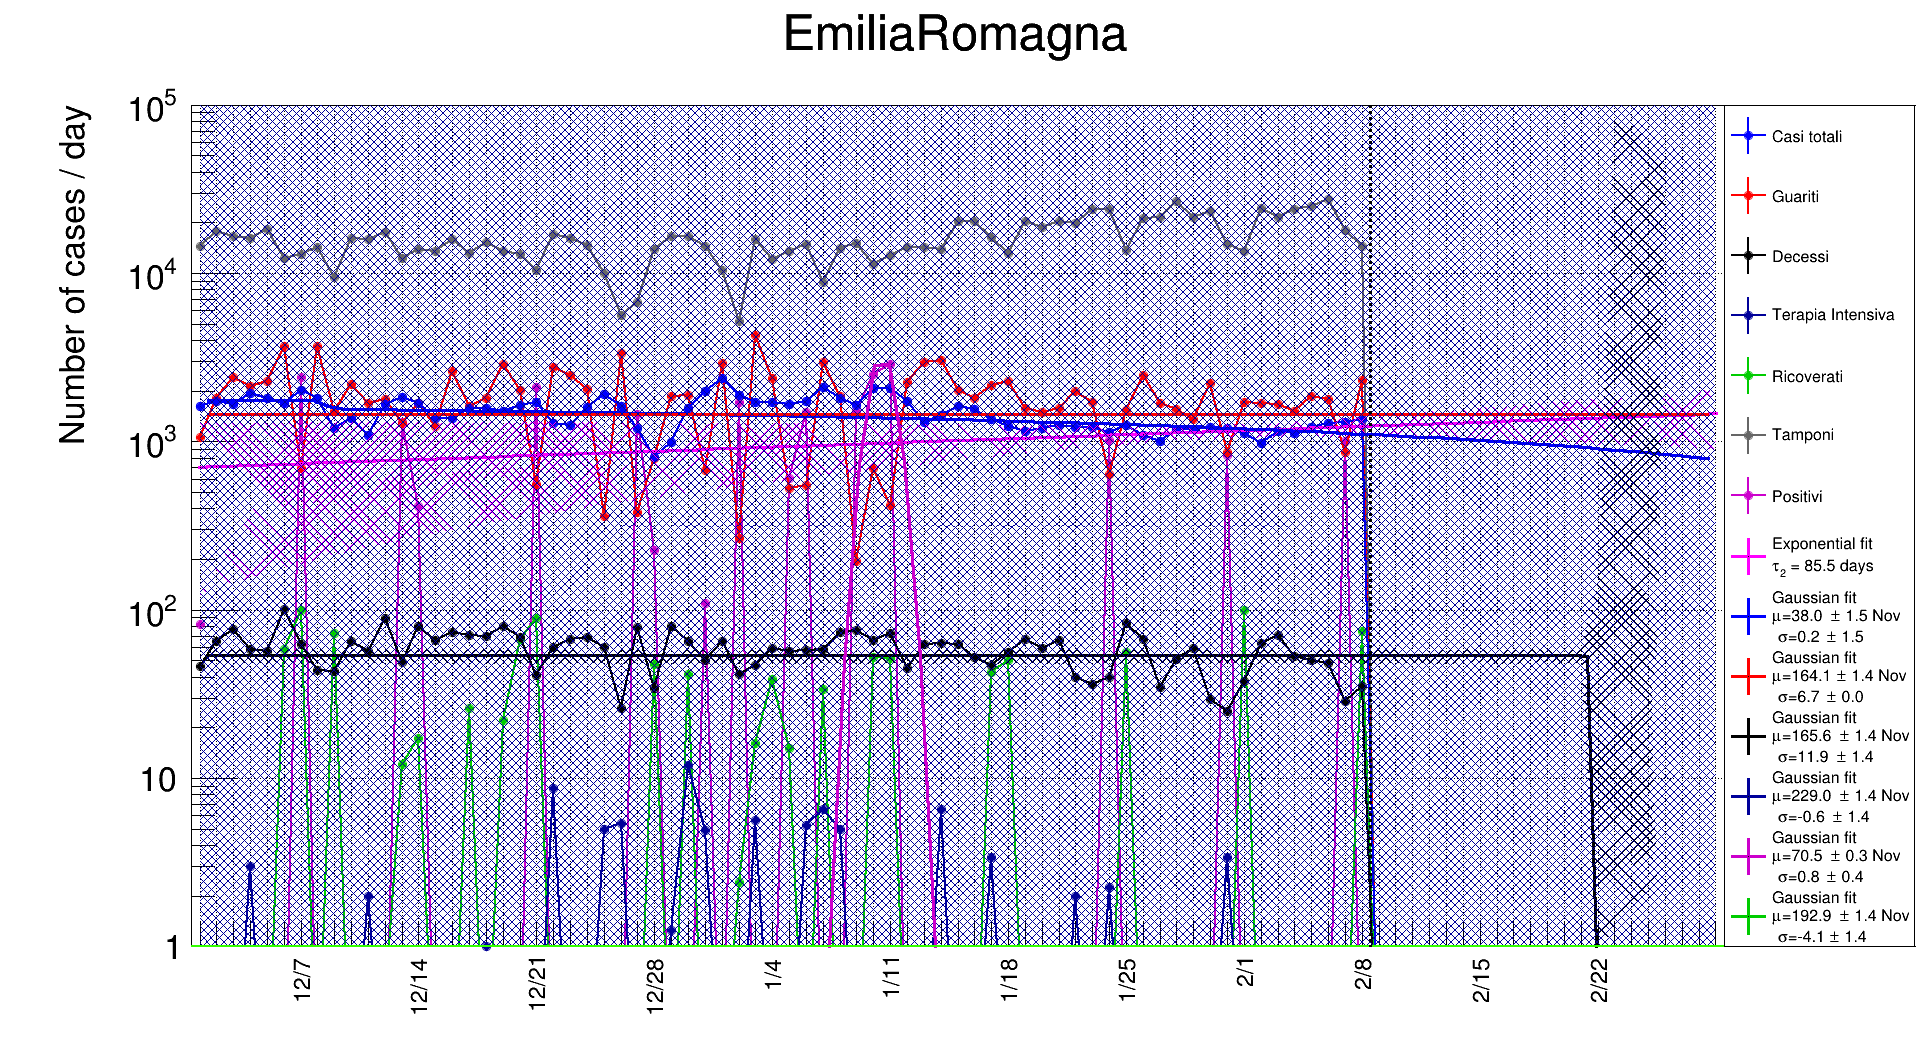 EmiliaRomagna
Number of cases / day
10^5
10^4
10^3
10^2
10
1
12/7
12/14
12/21
12/28
1/4
1/11
1/18
1/25
2/1
2/8
2/15
2/22
Casi totali
Guariti
Decessi
Terapia Intensiva
Ricoverati
Tamponi
Positivi
Exponential fit
τ2 = 85.5 days
Gaussian fit
μ=38.0 ± 1.5 Nov
σ=0.2 ± 1.5
Gaussian fit
μ=164.1 ± 1.4 Nov
σ=6.7 ± 0.0
Gaussian fit
μ=165.6 ± 1.4 Nov
σ=11.9 ± 1.4
Gaussian fit
μ=229.0 ± 1.4 Nov
σ=-0.6 ± 1.4
Gaussian fit
μ=70.5 ± 0.3 Nov
σ=0.8 ± 0.4
Gaussian fit
μ=192.9 ± 1.4 Nov
σ=-4.1 ± 1.4